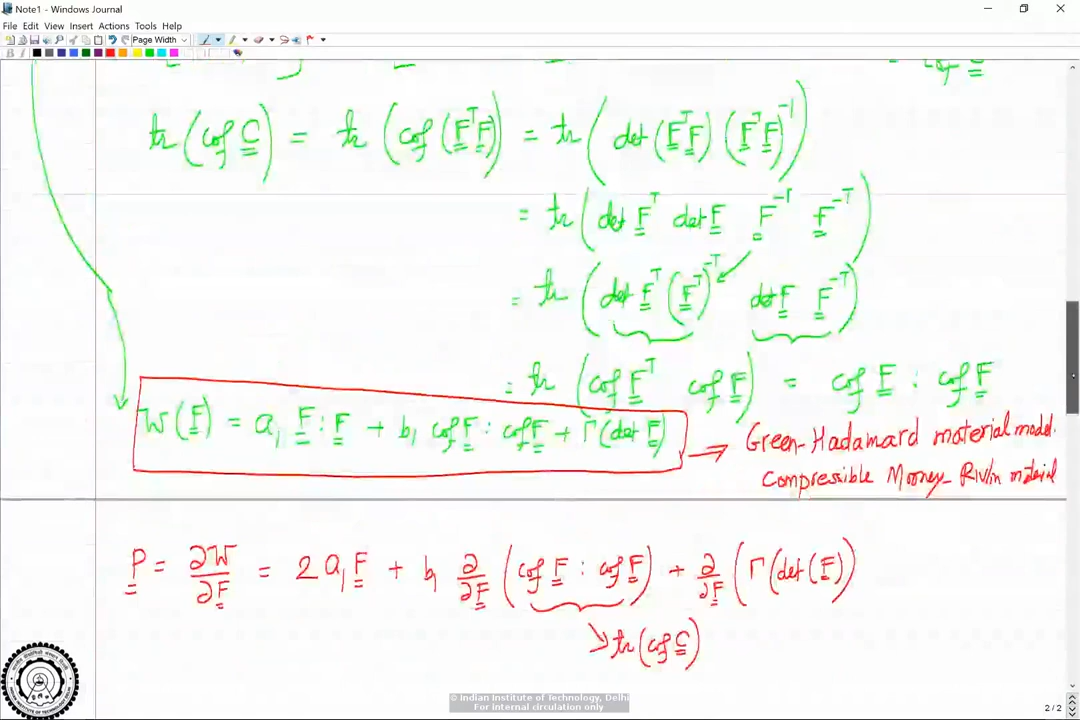 Note1 - Windows Journal
File Edit View Insert Actions Tools Help
Page Width
B I
tr (cof C) = tr (cof (FᵀF)) = tr ( det (FᵀF) (FᵀF)⁻¹ )
= tr ( det Fᵀ det F F⁻¹ F⁻ᵀ )
= tr ( det Fᵀ (Fᵀ)⁻ᵀ det F F⁻ᵀ )
= tr ( cof Fᵀ cof F ) = cof F : cof F
W (F) = a₁ F : F + b₁ cof F : cof F + Γ(det F)
Green-Hadamard material model.
Compressible Mooney-Rivlin material
P = ∂W/∂F = 2 a₁ F + b₁ ∂/∂F (cof F : cof F) + ∂/∂F (Γ(det(F))
tr (cof C)
© Indian Institute of Technology, Delhi
For internal circulation only
2 / 2